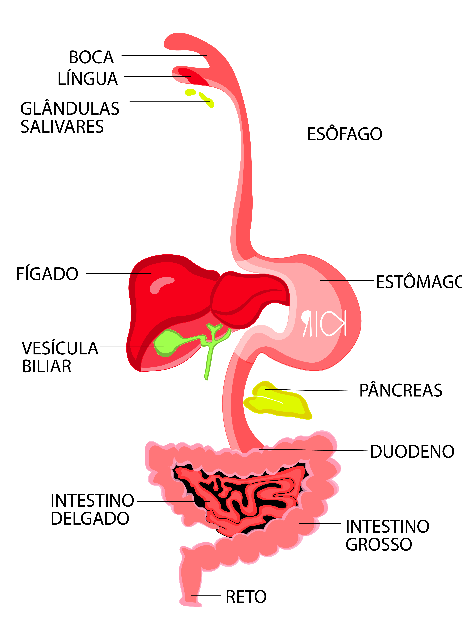 BOCA
LÍNGUA
GLÂNDULAS
SALIVARES
ESÔFAGO
FÍGADO
ESTÔMAGO
VESÍCULA
BILIAR
PÂNCREAS
DUODENO
INTESTINO
DELGADO
INTESTINO
GROSSO
RETO